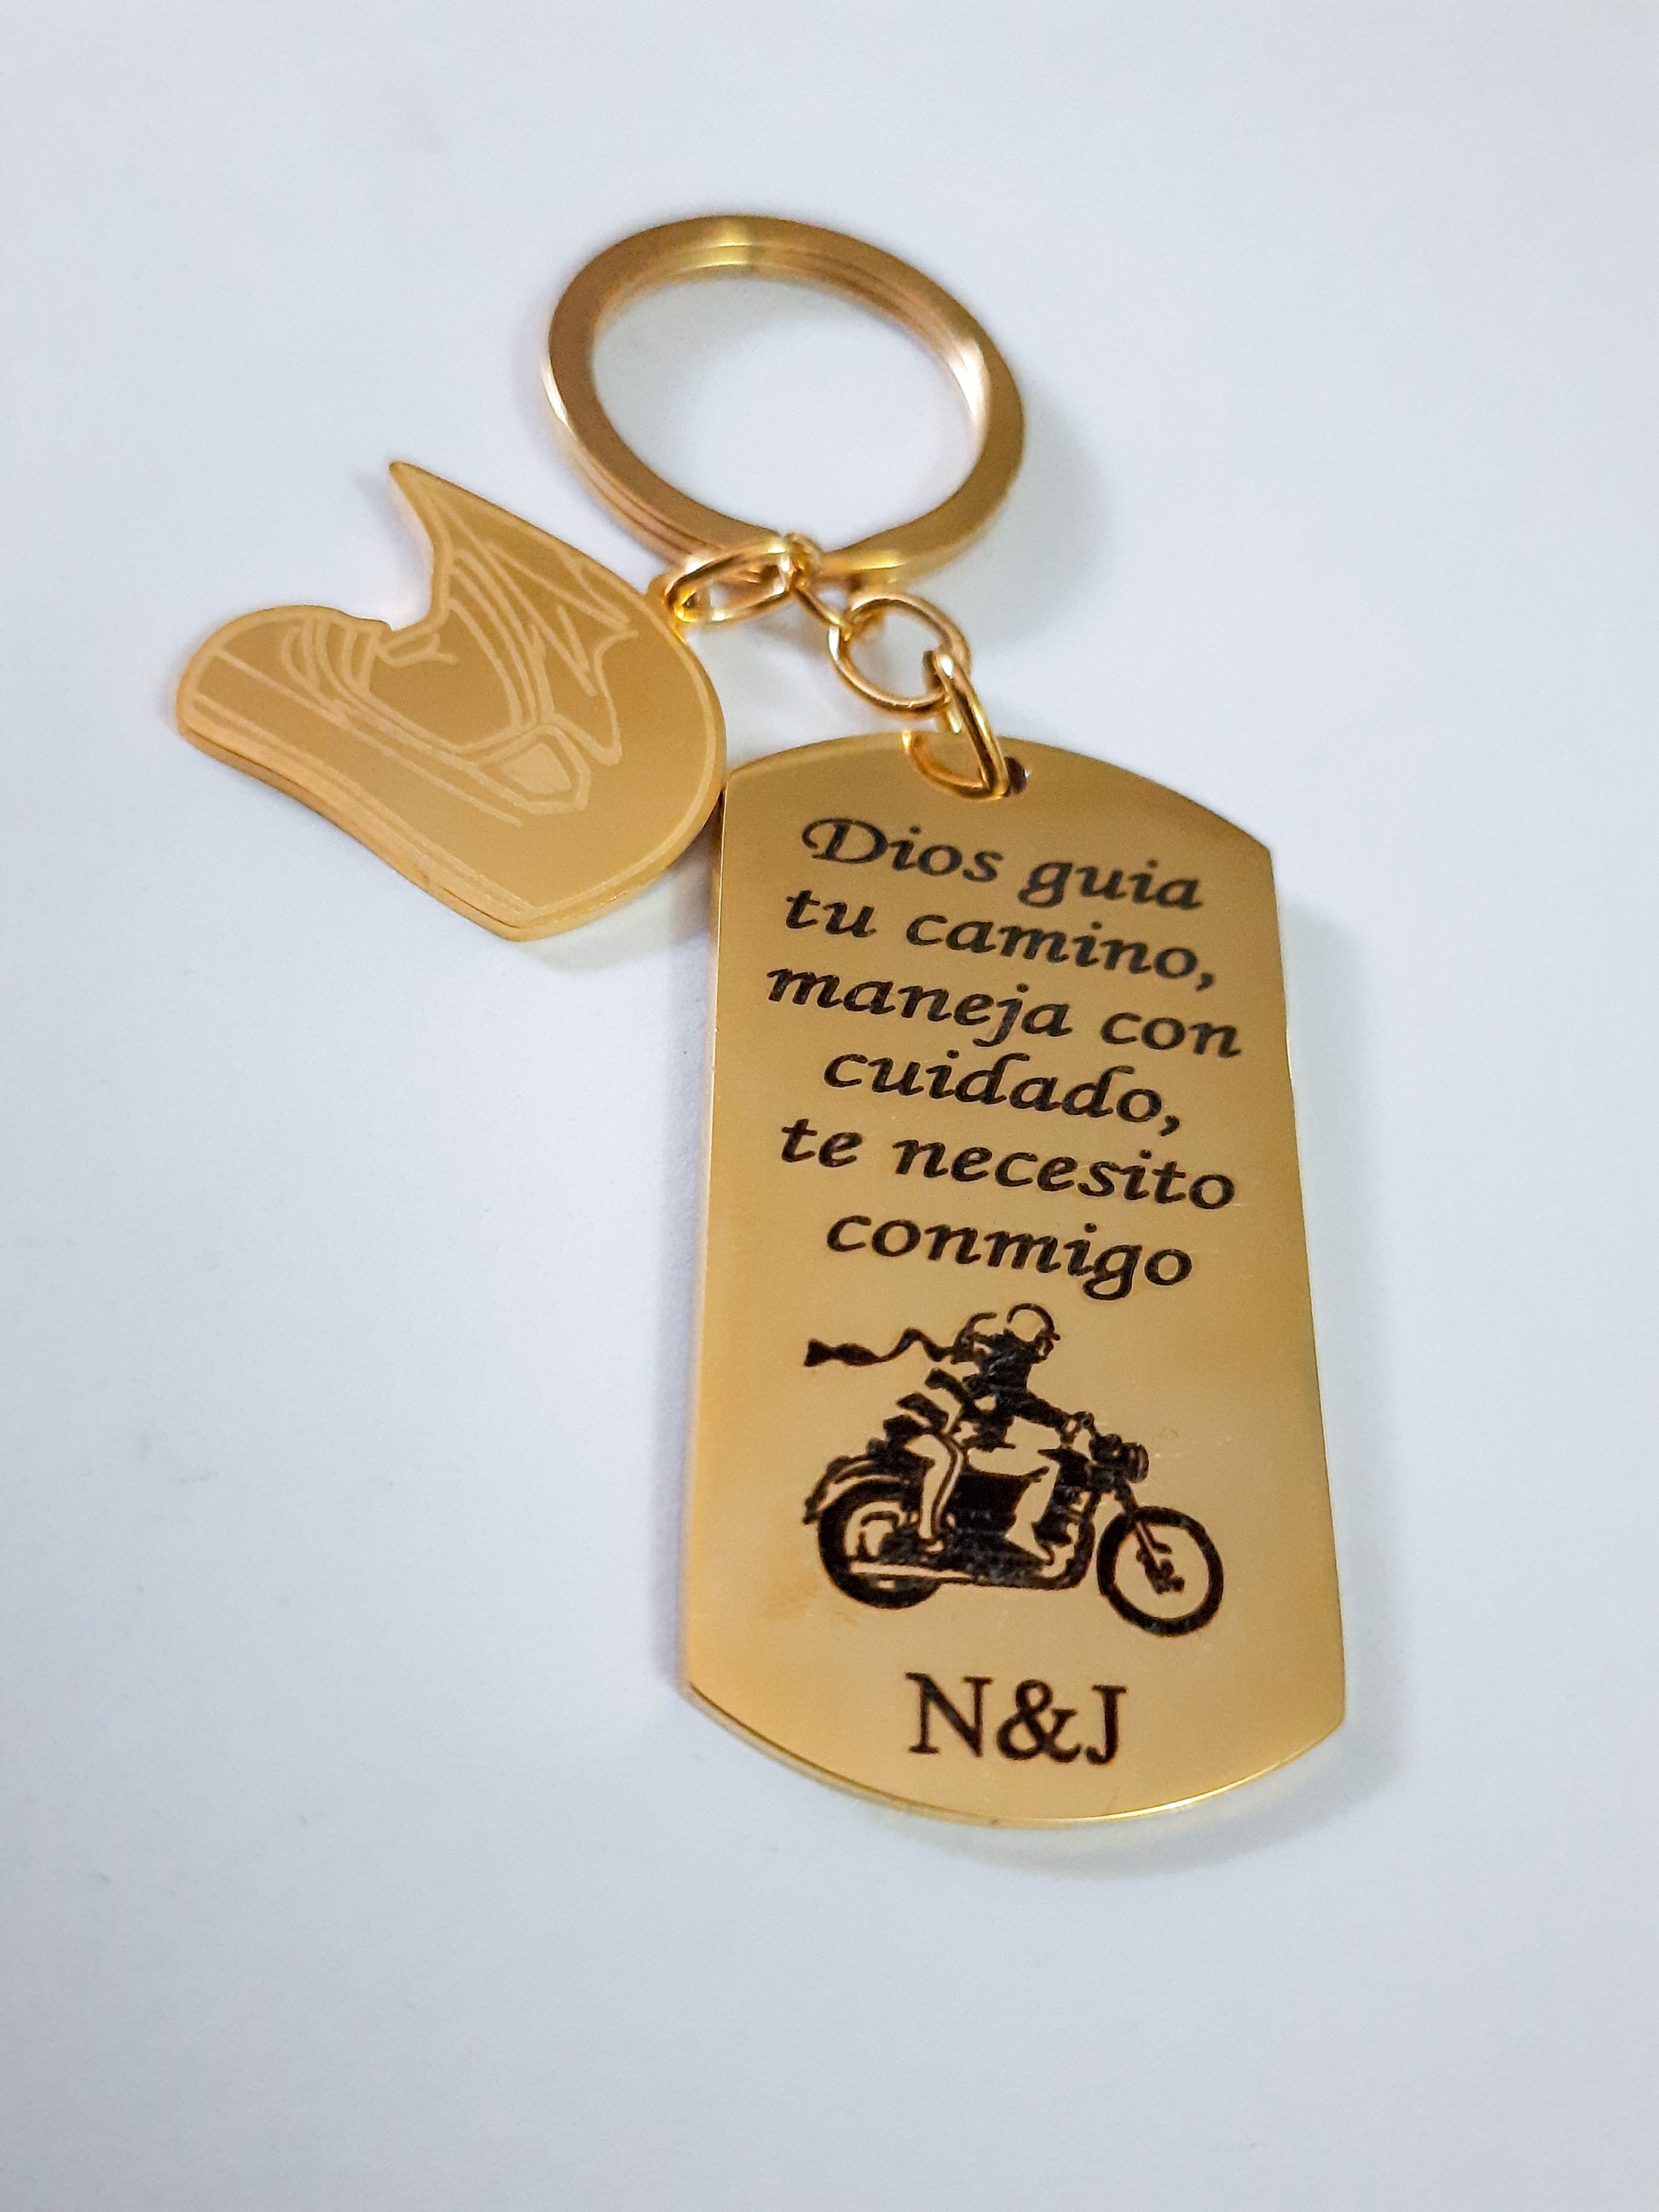 Dios guia
tu camino,
maneja con
cuidado,
te necesito
conmigo
N&J